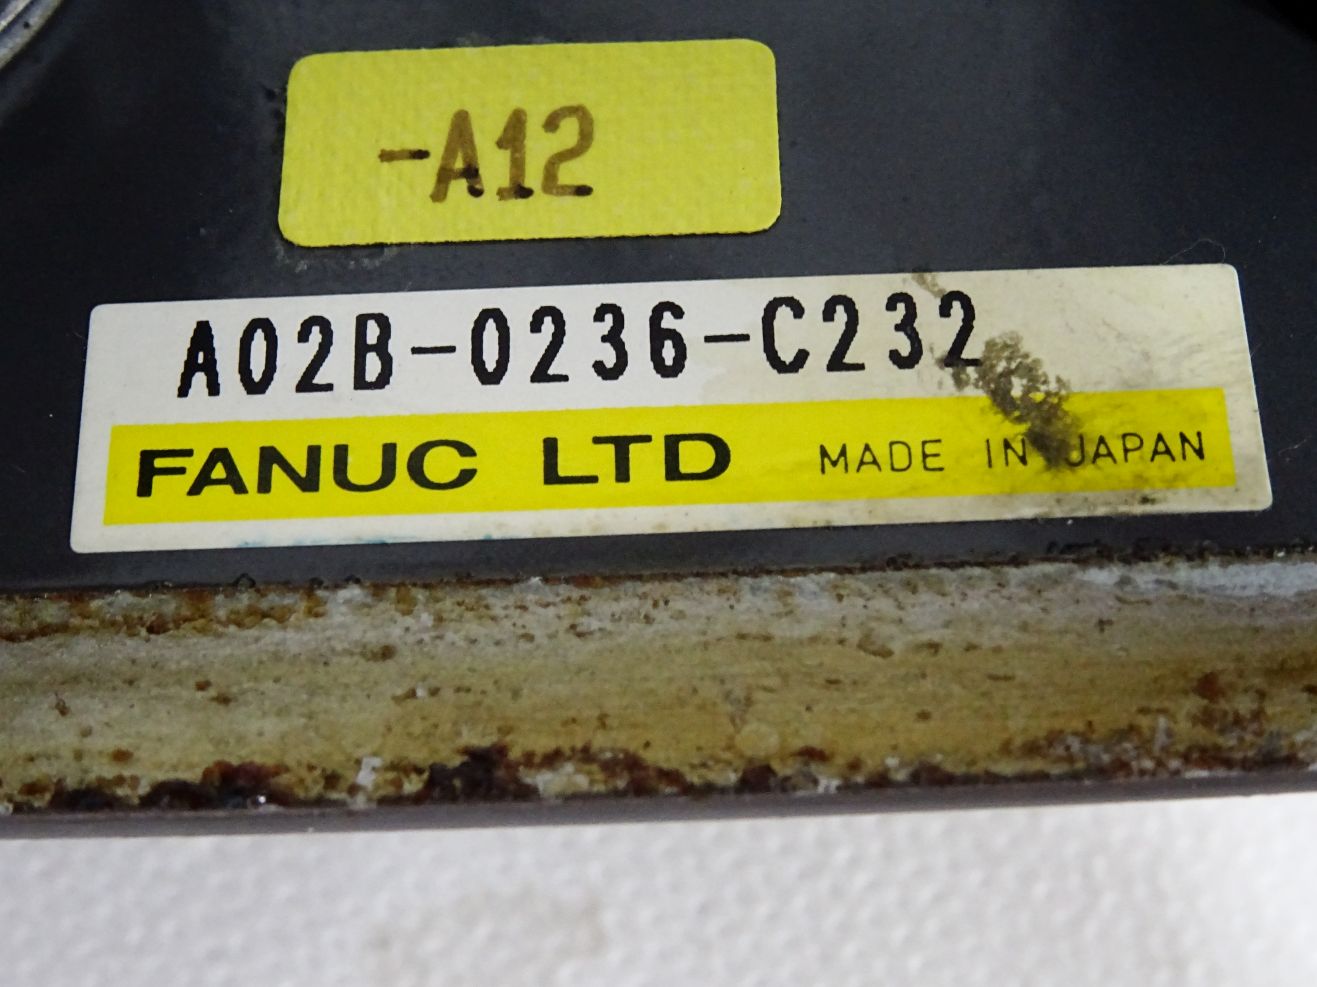 -A12
A02B-0236-C232
FANUC LTD MADE IN JAPAN